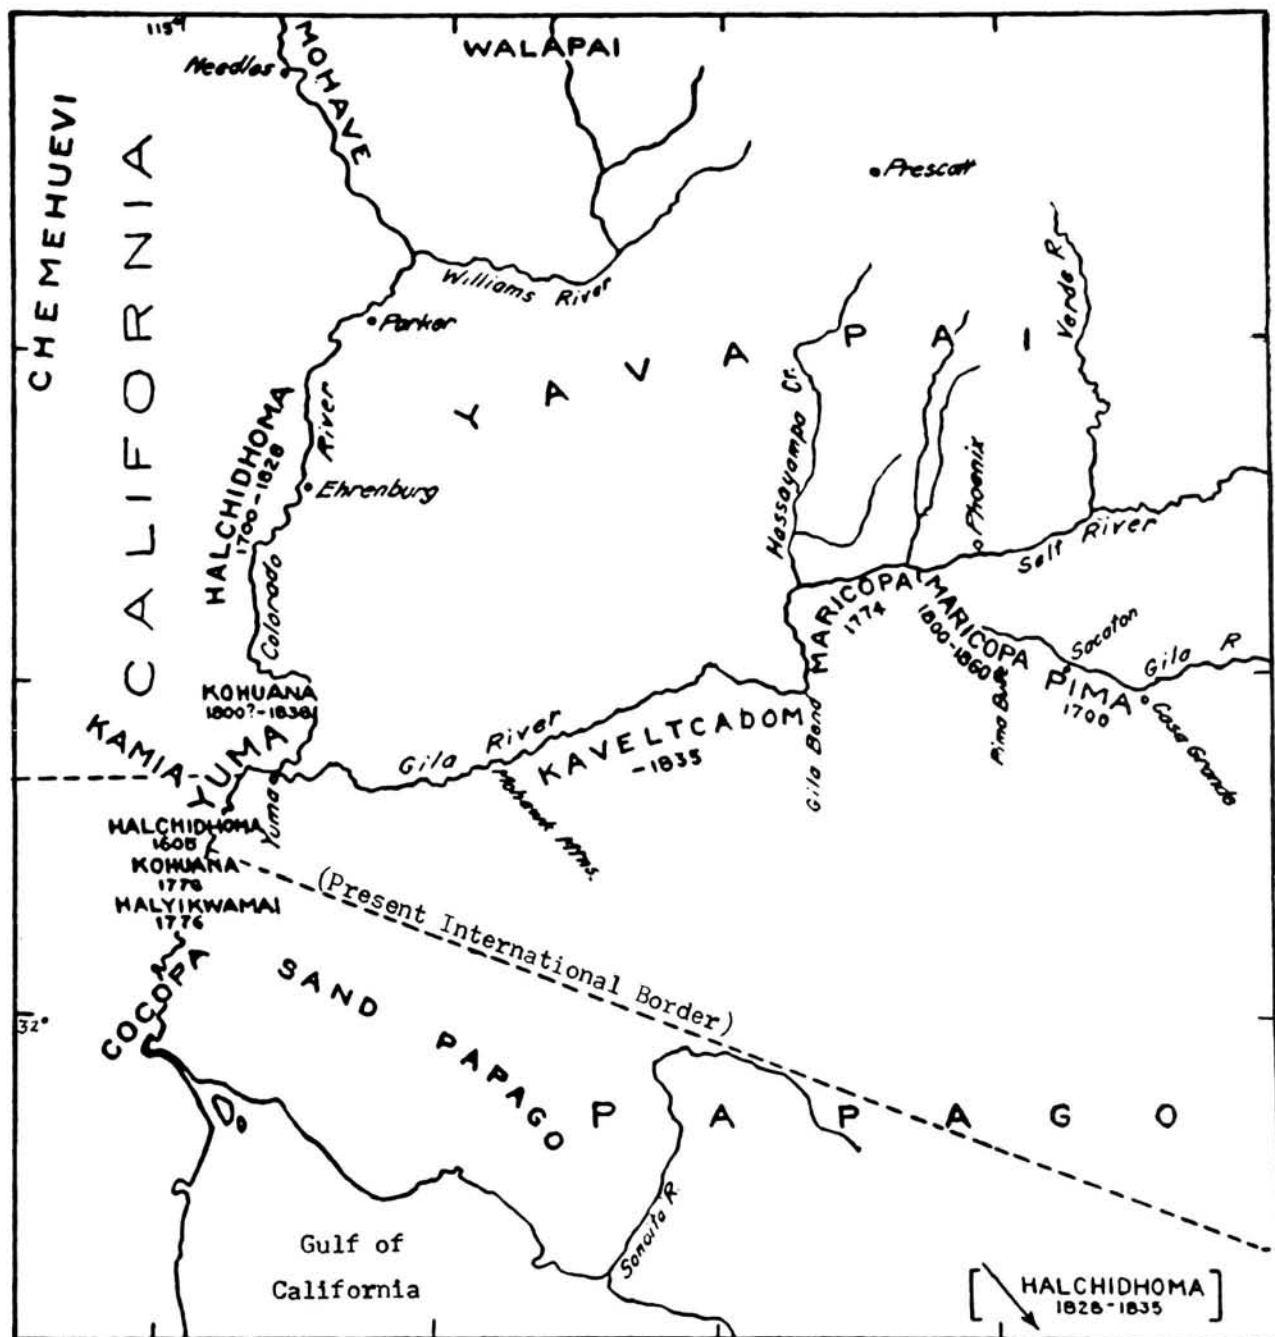 115°
MOHAVE
WALAPAI
Needles
CHEMEHUEVI
CALIFORNIA
Prescott
Williams River
Verde R
Parker
YAVAPAI
HALCHIDHOMA
1700-1828
River
Colorado
Ehrenburg
Hassayampa Cr.
Phoenix
Salt River
MARICOPA
1774
MARICOPA
1800-1860
Sacaton
Gila R
PIMA
1700
Pima Butte
Casa Grande
KOHUANA
1800?-1838
KAMIA
YUMA
Yuma
Gila River
KAVELTCADOM
-1835
Gila Bend
Mohawk Mtns.
HALCHIDHOMA
1605
KOHUANA
1776
HALYIKWAMAI
1776
(Present International Border)
COCOPA
SAND PAPAGO
32°
PAPAGO
Sonoita R.
Gulf of
California
[HALCHIDHOMA
1828-1835]